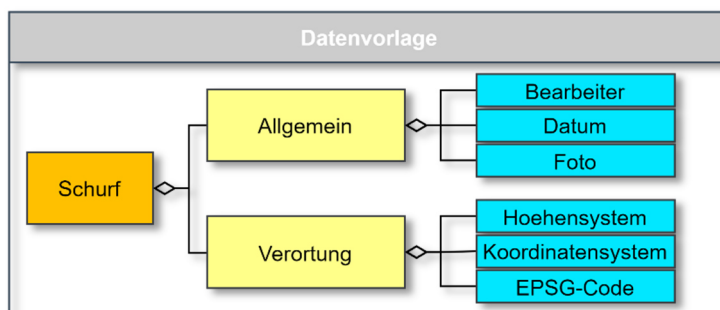 Datenvorlage
Schurf
Allgemein
Bearbeiter
Datum
Foto
Verortung
Hoehensystem
Koordinatensystem
EPSG-Code